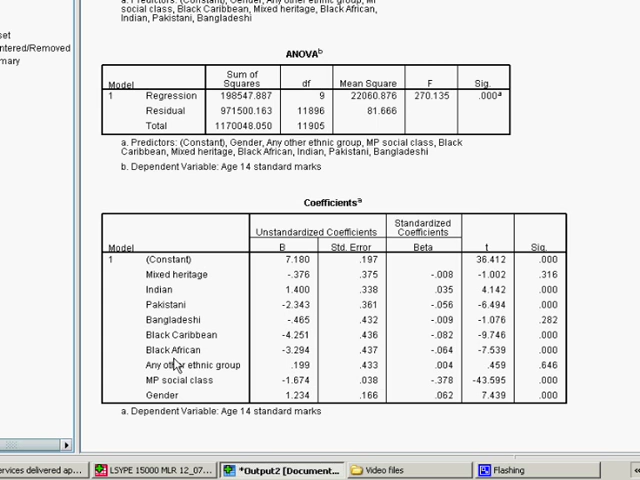 a. Predictors: (Constant), Gender, Any other ethnic group, MP
social class, Black Caribbean, Mixed heritage, Black African,
Indian, Pakistani, Bangladeshi
set
ntered/Removed
mary
ANOVAb
Model Sum of Squares df Mean Square F Sig.
1 Regression 198547.887 9 22060.876 270.135 .000a
Residual 971500.163 11896 81.666
Total 1170048.050 11905
a. Predictors: (Constant), Gender, Any other ethnic group, MP social class, Black
Caribbean, Mixed heritage, Black African, Indian, Pakistani, Bangladeshi
b. Dependent Variable: Age 14 standard marks
Coefficientsa
Unstandardized Coefficients Standardized Coefficients
Model B Std. Error Beta t Sig.
1 (Constant) 7.180 .197 36.412 .000
Mixed heritage -.376 .375 -.008 -1.002 .316
Indian 1.400 .338 .035 4.142 .000
Pakistani -2.343 .361 -.056 -6.494 .000
Bangladeshi -.465 .432 -.009 -1.076 .282
Black Caribbean -4.251 .436 -.082 -9.746 .000
Black African -3.294 .437 -.064 -7.539 .000
Any other ethnic group .199 .433 .004 .459 .646
MP social class -1.674 .038 -.378 -43.595 .000
Gender 1.234 .166 .062 7.439 .000
a. Dependent Variable: Age 14 standard marks
ervices delivered ap... LSYPE 15000 MLR 12_07... *Output2 [Document... Video files Flashing